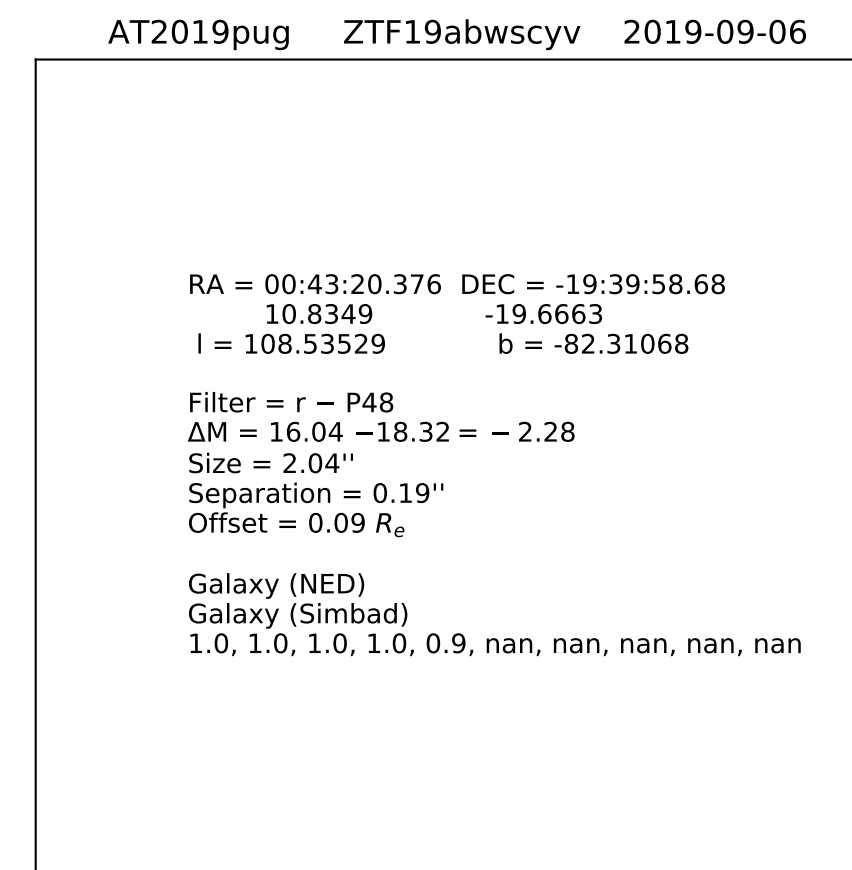 AT2019pug ZTF19abwscyv 2019-09-06
RA = 00:43:20.376 DEC = -19:39:58.68
10.8349 -19.6663
l = 108.53529 b = -82.31068
Filter = r − P48
ΔM = 16.04 −18.32 = − 2.28
Size = 2.04''
Separation = 0.19''
Offset = 0.09 Re
Galaxy (NED)
Galaxy (Simbad)
1.0, 1.0, 1.0, 1.0, 0.9, nan, nan, nan, nan, nan